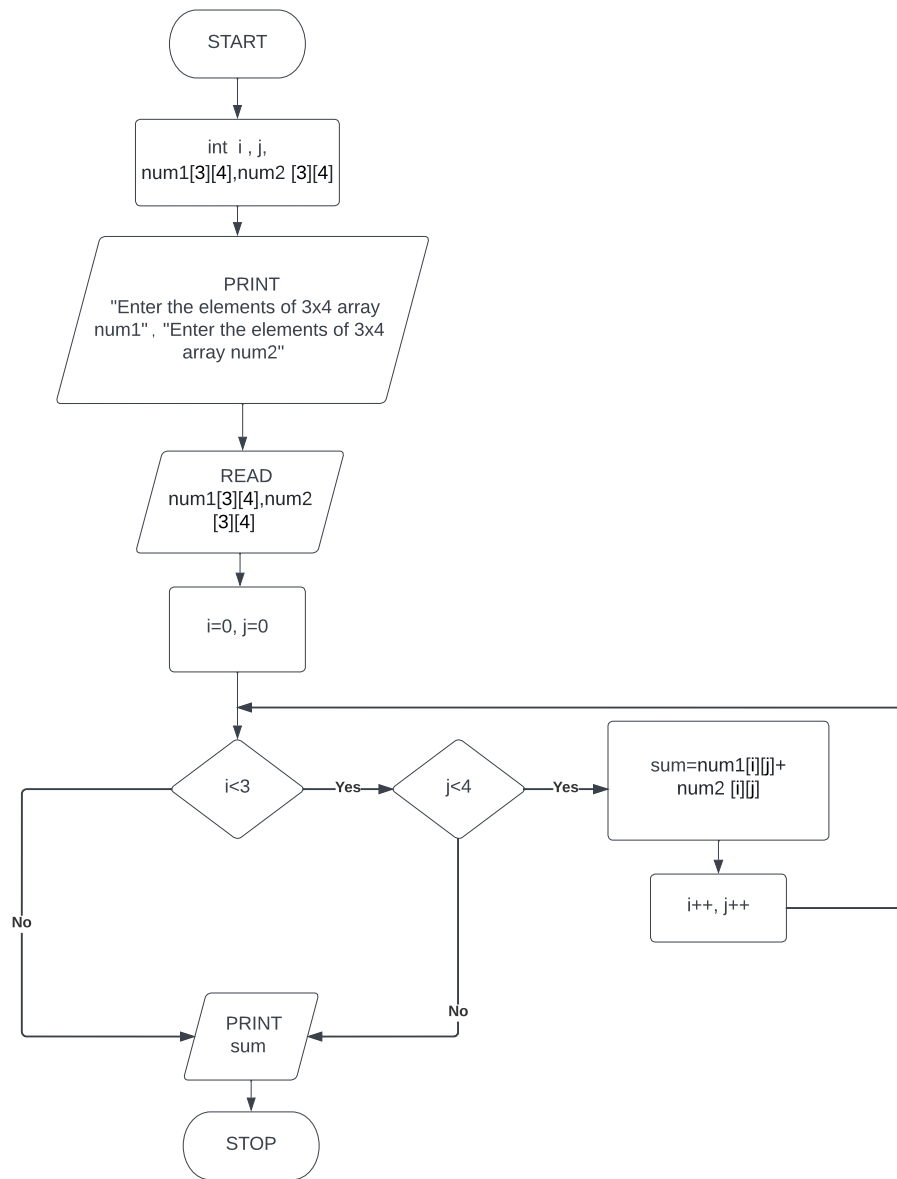 START
int i , j,
num1[3][4],num2 [3][4]
PRINT
"Enter the elements of 3x4 array
num1", "Enter the elements of 3x4
array num2"
READ
num1[3][4],num2
[3][4]
i=0, j=0
i<3
Yes
j<4
Yes
sum=num1[i][j]+
num2 [i][j]
i++, j++
No
No
PRINT
sum
STOP